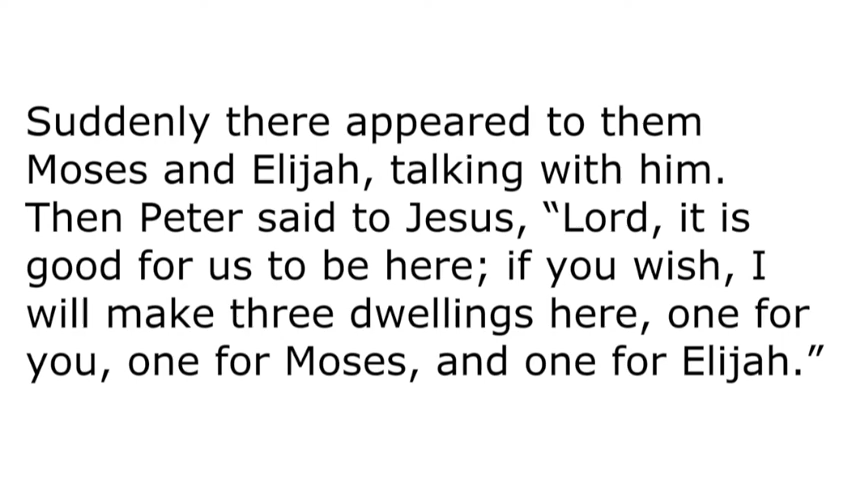 Suddenly there appeared to them
Moses and Elijah, talking with him.
Then Peter said to Jesus, “Lord, it is
good for us to be here; if you wish, I
will make three dwellings here, one for
you, one for Moses, and one for Elijah.”